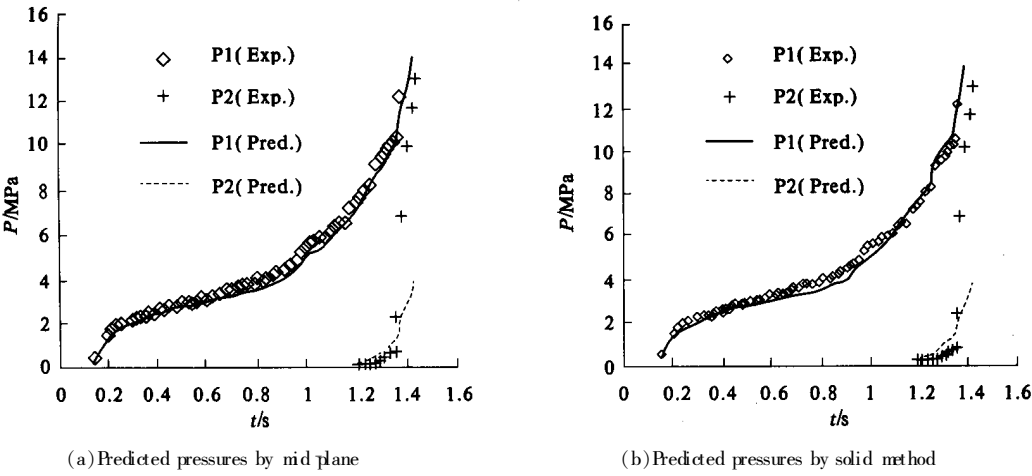 16
14
12
10
8
6
4
2
0
P/MPa
P1( Exp.)
P2( Exp.)
P1( Pred.)
P2( Pred.)
0 0.2 0.4 0.6 0.8 1 1.2 1.4 1.6
t/s
(a)Predicted pressures by mid plane
16
14
12
10
8
6
4
2
0
P/MPa
P1( Exp.)
P2( Exp.)
P1( Pred.)
P2( Pred.)
0 0.2 0.4 0.6 0.8 1 1.2 1.4 1.6
t/s
(b)Predicted pressures by solid method